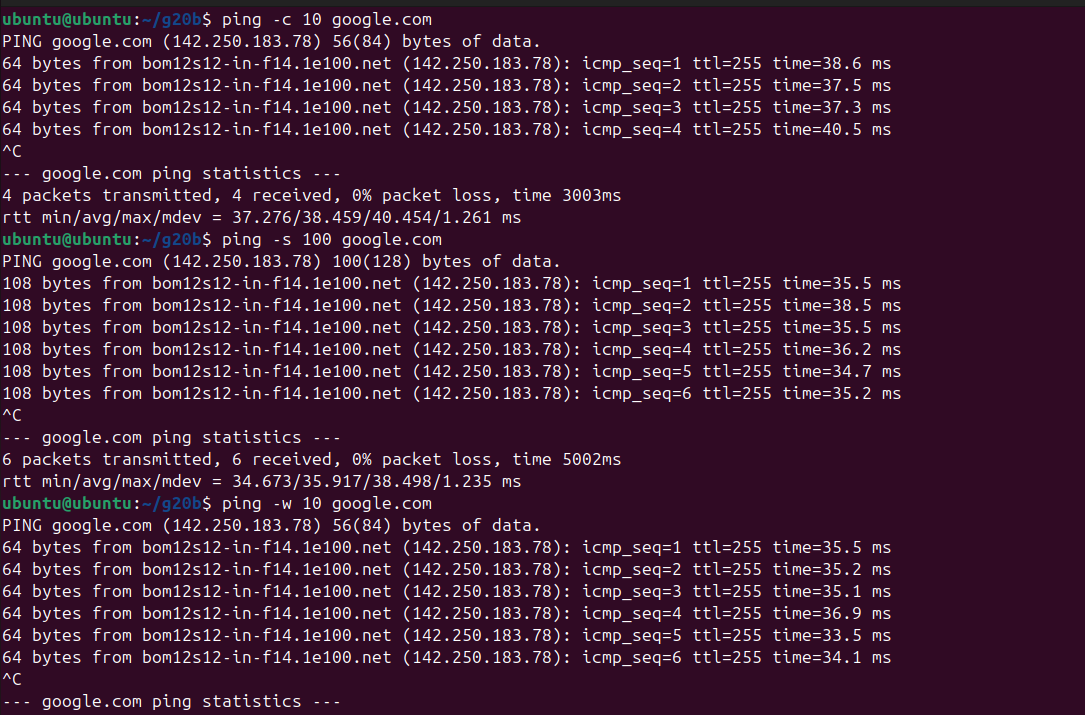 ubuntu@ubuntu:~/g20b$ ping -c 10 google.com
PING google.com (142.250.183.78) 56(84) bytes of data.
64 bytes from bom12s12-in-f14.1e100.net (142.250.183.78): icmp_seq=1 ttl=255 time=38.6 ms
64 bytes from bom12s12-in-f14.1e100.net (142.250.183.78): icmp_seq=2 ttl=255 time=37.5 ms
64 bytes from bom12s12-in-f14.1e100.net (142.250.183.78): icmp_seq=3 ttl=255 time=37.3 ms
64 bytes from bom12s12-in-f14.1e100.net (142.250.183.78): icmp_seq=4 ttl=255 time=40.5 ms
^C
--- google.com ping statistics ---
4 packets transmitted, 4 received, 0% packet loss, time 3003ms
rtt min/avg/max/mdev = 37.276/38.459/40.454/1.261 ms
ubuntu@ubuntu:~/g20b$ ping -s 100 google.com
PING google.com (142.250.183.78) 100(128) bytes of data.
108 bytes from bom12s12-in-f14.1e100.net (142.250.183.78): icmp_seq=1 ttl=255 time=35.5 ms
108 bytes from bom12s12-in-f14.1e100.net (142.250.183.78): icmp_seq=2 ttl=255 time=38.5 ms
108 bytes from bom12s12-in-f14.1e100.net (142.250.183.78): icmp_seq=3 ttl=255 time=35.5 ms
108 bytes from bom12s12-in-f14.1e100.net (142.250.183.78): icmp_seq=4 ttl=255 time=36.2 ms
108 bytes from bom12s12-in-f14.1e100.net (142.250.183.78): icmp_seq=5 ttl=255 time=34.7 ms
108 bytes from bom12s12-in-f14.1e100.net (142.250.183.78): icmp_seq=6 ttl=255 time=35.2 ms
^C
--- google.com ping statistics ---
6 packets transmitted, 6 received, 0% packet loss, time 5002ms
rtt min/avg/max/mdev = 34.673/35.917/38.498/1.235 ms
ubuntu@ubuntu:~/g20b$ ping -w 10 google.com
PING google.com (142.250.183.78) 56(84) bytes of data.
64 bytes from bom12s12-in-f14.1e100.net (142.250.183.78): icmp_seq=1 ttl=255 time=35.5 ms
64 bytes from bom12s12-in-f14.1e100.net (142.250.183.78): icmp_seq=2 ttl=255 time=35.2 ms
64 bytes from bom12s12-in-f14.1e100.net (142.250.183.78): icmp_seq=3 ttl=255 time=35.1 ms
64 bytes from bom12s12-in-f14.1e100.net (142.250.183.78): icmp_seq=4 ttl=255 time=36.9 ms
64 bytes from bom12s12-in-f14.1e100.net (142.250.183.78): icmp_seq=5 ttl=255 time=33.5 ms
64 bytes from bom12s12-in-f14.1e100.net (142.250.183.78): icmp_seq=6 ttl=255 time=34.1 ms
^C
--- google.com ping statistics ---